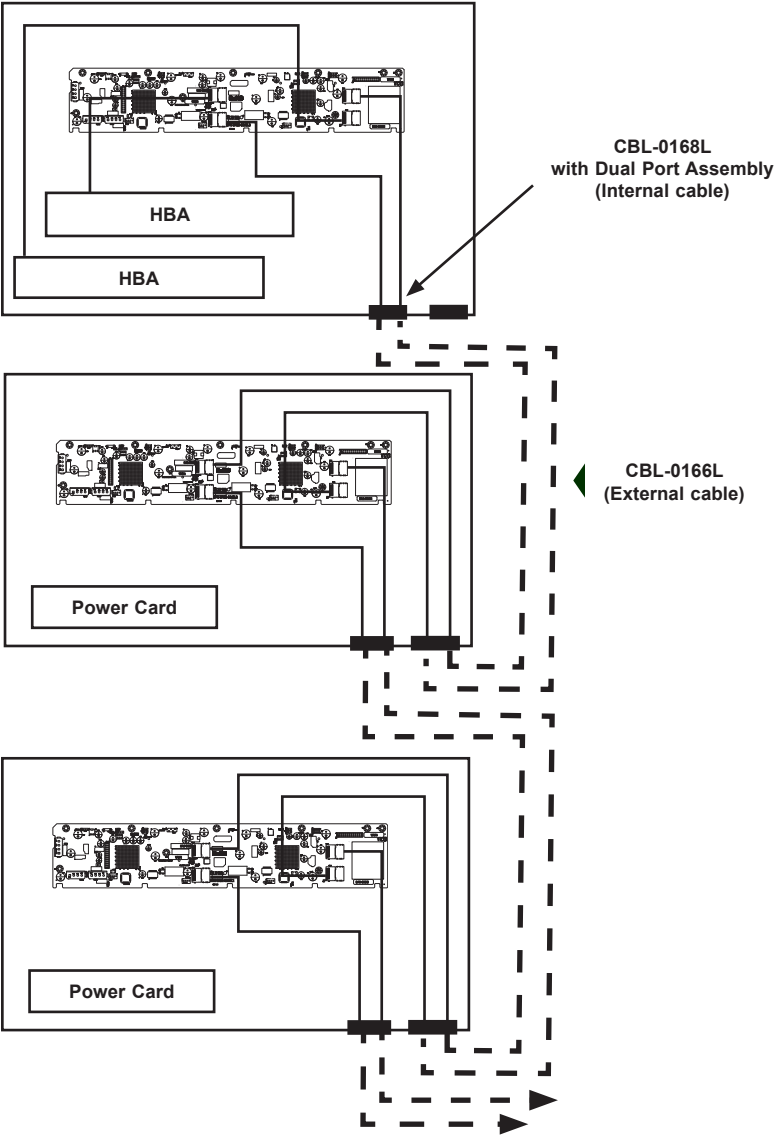 CBL-0168L
with Dual Port Assembly
(Internal cable)
HBA
HBA
CBL-0166L
(External cable)
Power Card
Power Card